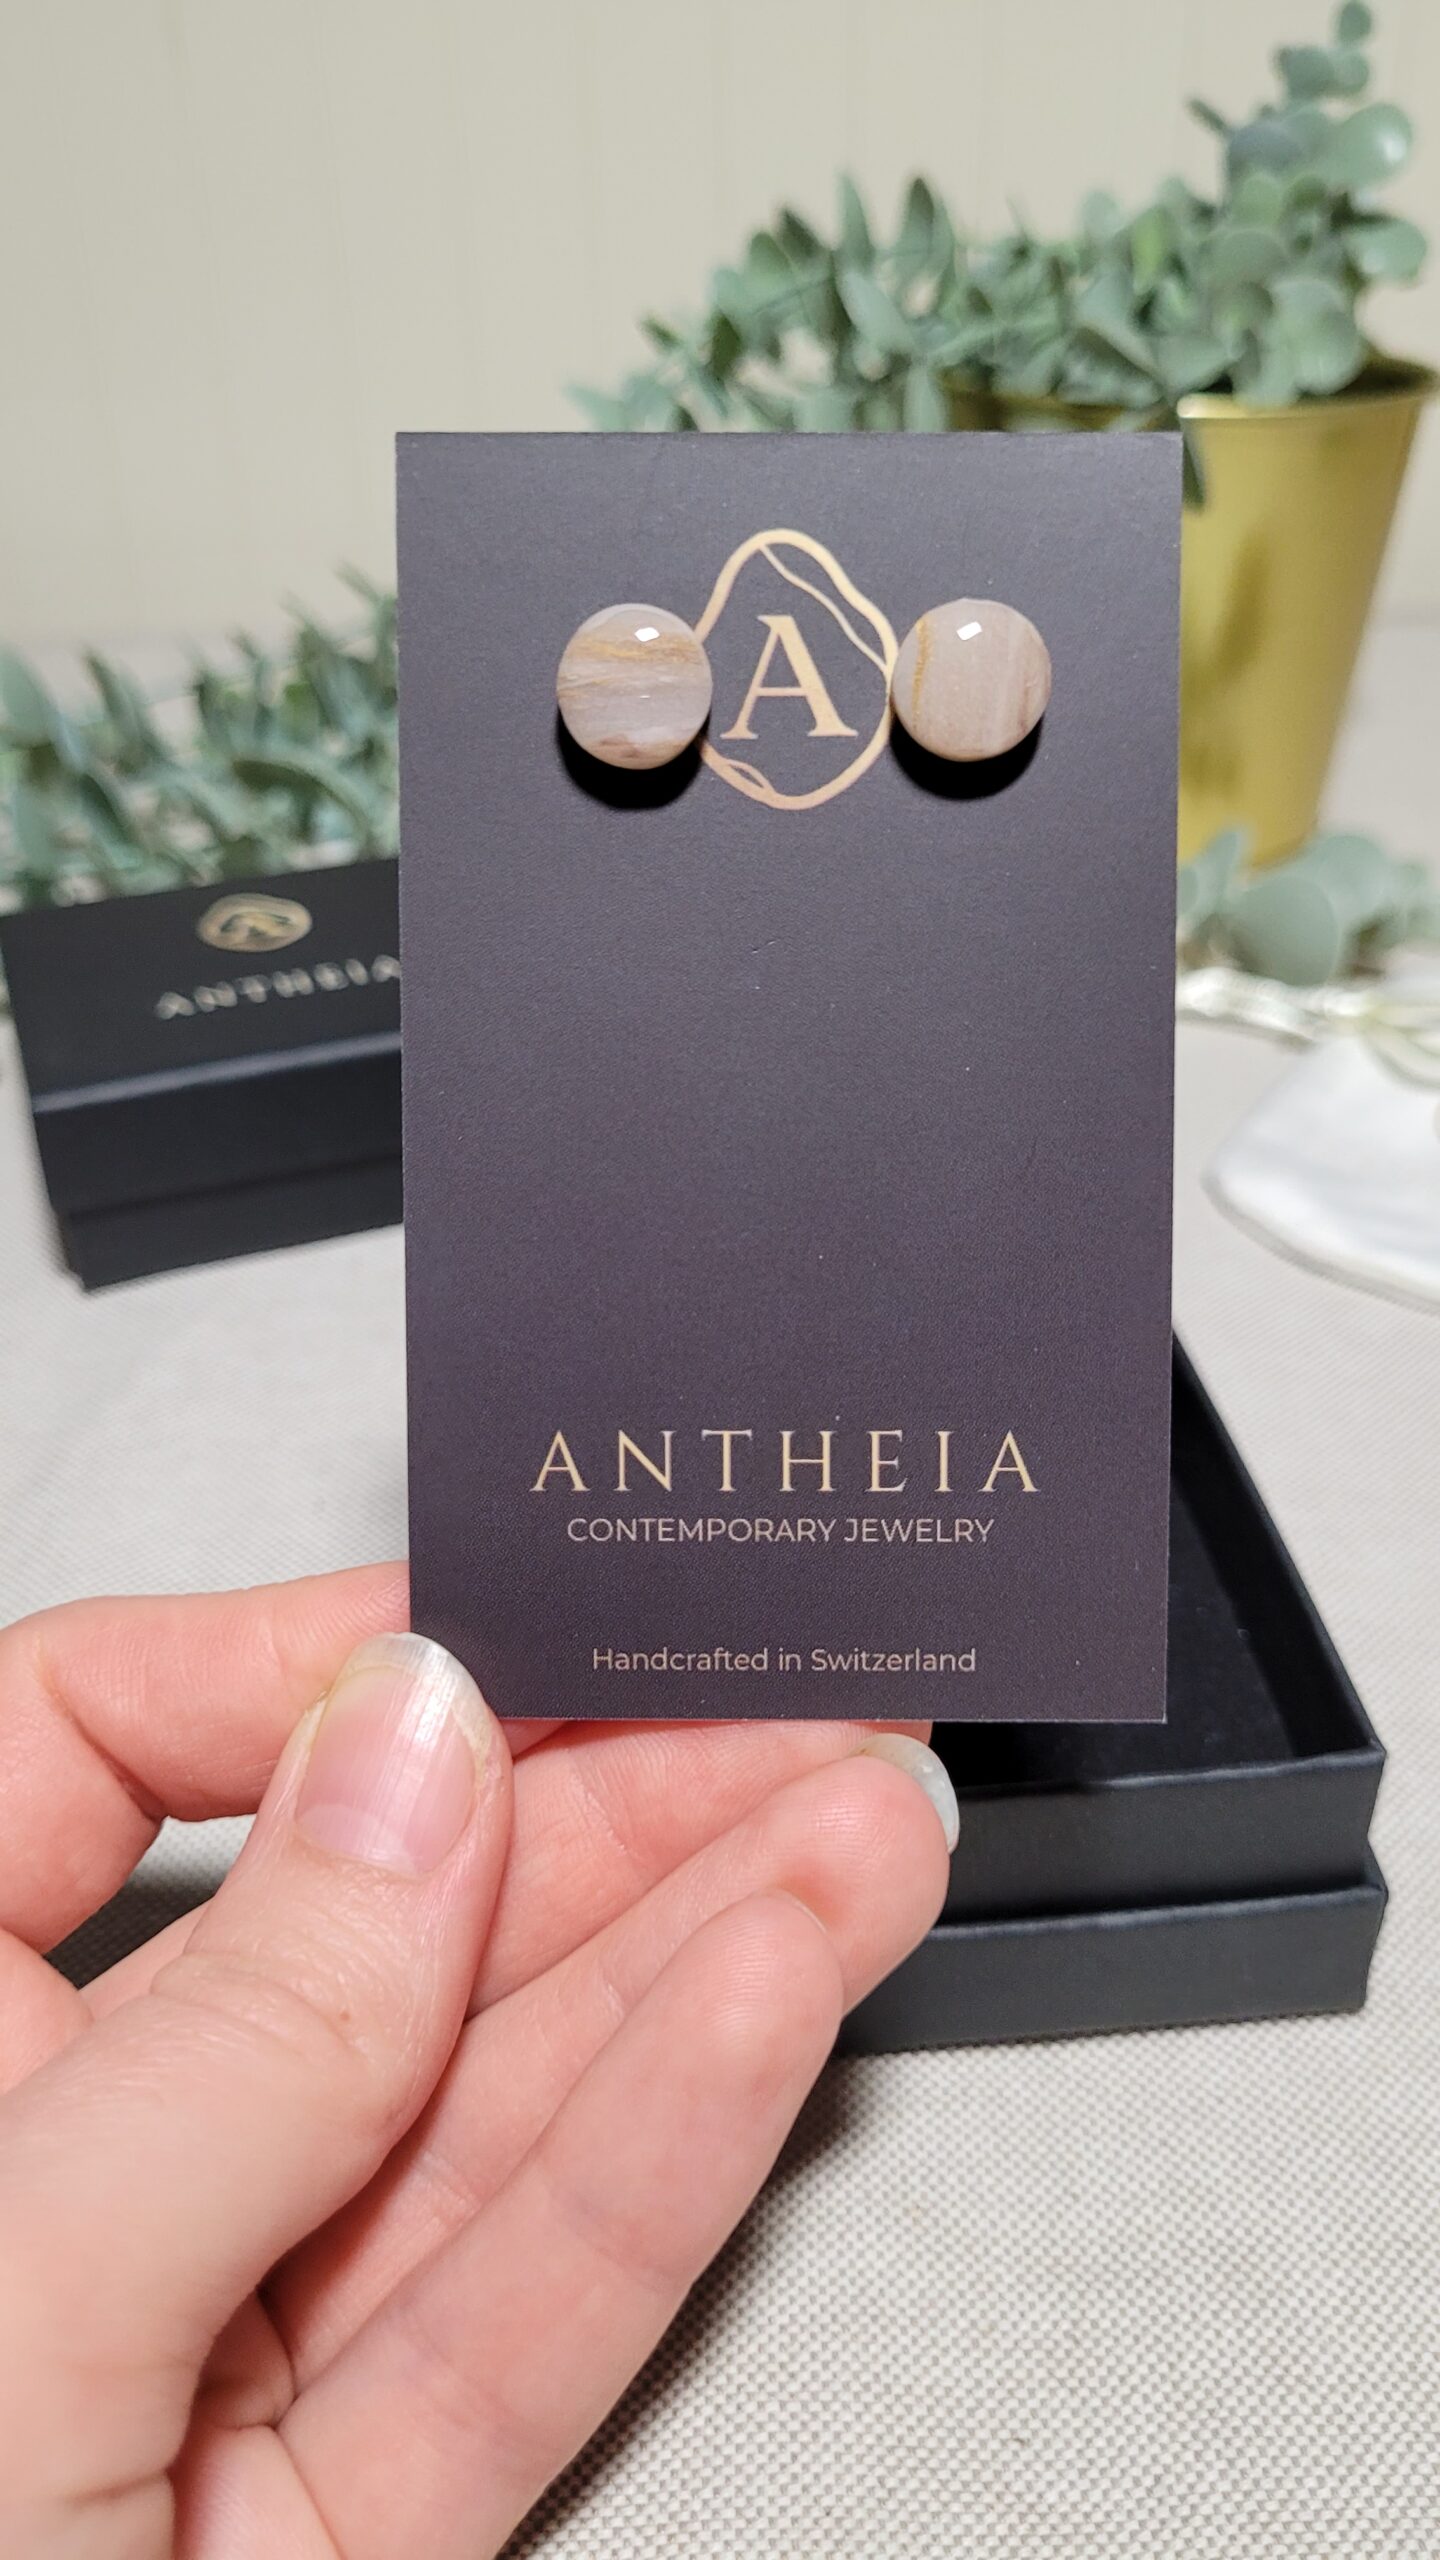 A
ANTHEIA
CONTEMPORARY JEWELRY
Handcrafted in Switzerland
A
ANTHEIA